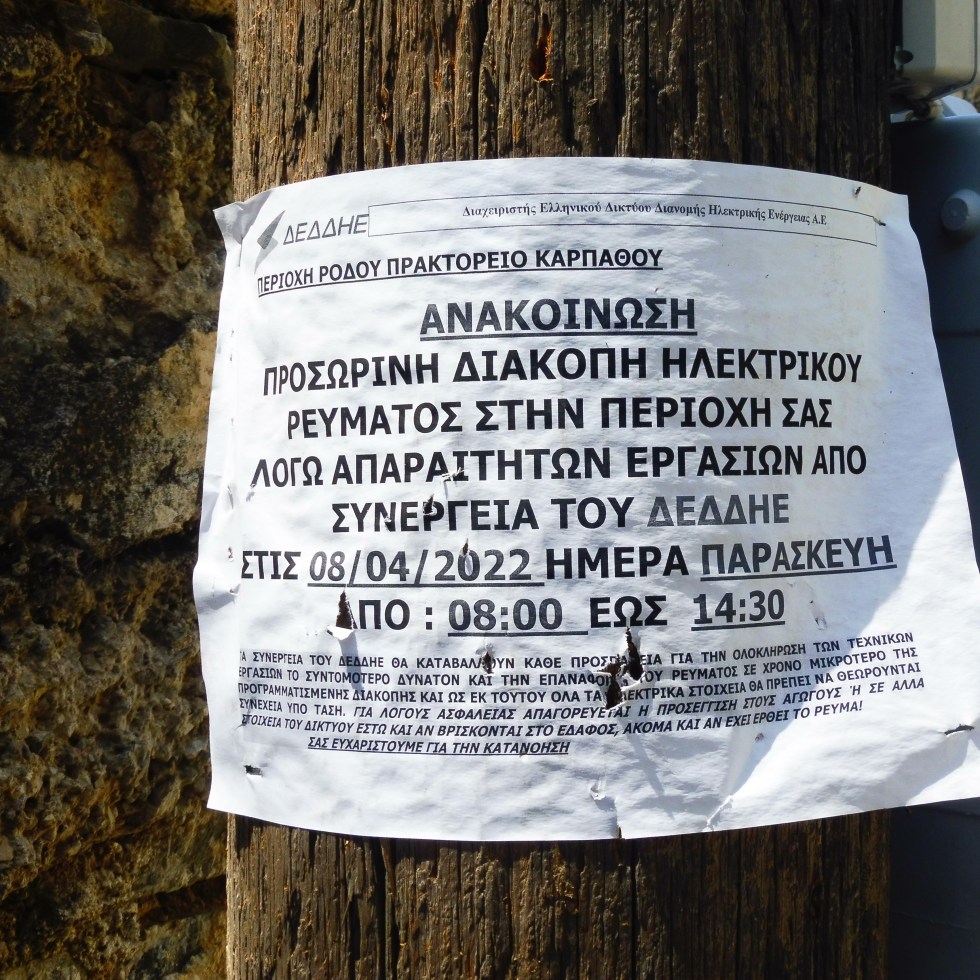 ΔΕΔΔΗΕ Διαχειριστής Ελληνικού Δικτύου Διανομής Ηλεκτρικής Ενέργειας Α.Ε
ΠΕΡΙΟΧΗ ΡΟΔΟΥ ΠΡΑΚΤΟΡΕΙΟ ΚΑΡΠΑΘΟΥ
ΑΝΑΚΟΙΝΩΣΗ
ΠΡΟΣΩΡΙΝΗ ΔΙΑΚΟΠΗ ΗΛΕΚΤΡΙΚΟΥ
ΡΕΥΜΑΤΟΣ ΣΤΗΝ ΠΕΡΙΟΧΗ ΣΑΣ
ΛΟΓΩ ΑΠΑΡΑΙΤΗΤΩΝ ΕΡΓΑΣΙΩΝ ΑΠΟ
ΣΥΝΕΡΓΕΙΑ ΤΟΥ ΔΕΔΔΗΕ
ΣΤΙΣ 08/04/2022 ΗΜΕΡΑ ΠΑΡΑΣΚΕΥΗ
ΑΠΟ : 08:00 ΕΩΣ 14:30
ΤΑ ΣΥΝΕΡΓΕΙΑ ΤΟΥ ΔΕΔΔΗΕ ΘΑ ΚΑΤΑΒΑΛΛΟΥΝ ΚΑΘΕ ΠΡΟΣΠΑΘΕΙΑ ΓΙΑ ΤΗΝ ΟΛΟΚΛΗΡΩΣΗ ΤΩΝ ΤΕΧΝΙΚΩΝ
ΕΡΓΑΣΙΩΝ ΤΟ ΣΥΝΤΟΜΟΤΕΡΟ ΔΥΝΑΤΟΝ ΚΑΙ ΤΗΝ ΕΠΑΝΑΦΟΡΑ ΤΟΥ ΡΕΥΜΑΤΟΣ ΣΕ ΧΡΟΝΟ ΜΙΚΡΟΤΕΡΟ ΤΗΣ
ΠΡΟΓΡΑΜΜΑΤΙΣΜΕΝΗΣ ΔΙΑΚΟΠΗΣ ΚΑΙ ΩΣ ΕΚ ΤΟΥΤΟΥ ΟΛΑ ΤΑ ΗΛΕΚΤΡΙΚΑ ΣΤΟΙΧΕΙΑ ΘΑ ΠΡΕΠΕΙ ΝΑ ΘΕΩΡΟΥΝΤΑΙ
ΣΥΝΕΧΕΙΑ ΥΠΟ ΤΑΣΗ. ΓΙΑ ΛΟΓΟΥΣ ΑΣΦΑΛΕΙΑΣ ΑΠΑΓΟΡΕΥΕΤΑΙ Η ΠΡΟΣΕΓΓΙΣΗ ΣΤΟΥΣ ΑΓΩΓΟΥΣ Ή ΣΕ ΑΛΛΑ
ΣΤΟΙΧΕΙΑ ΤΟΥ ΔΙΚΤΥΟΥ ΕΣΤΩ ΚΑΙ ΑΝ ΒΡΙΣΚΟΝΤΑΙ ΣΤΟ ΕΔΑΦΟΣ, ΑΚΟΜΑ ΚΑΙ ΑΝ ΕΧΕΙ ΕΡΘΕΙ ΤΟ ΡΕΥΜΑ!
ΣΑΣ ΕΥΧΑΡΙΣΤΟΥΜΕ ΓΙΑ ΤΗΝ ΚΑΤΑΝΟΗΣΗ